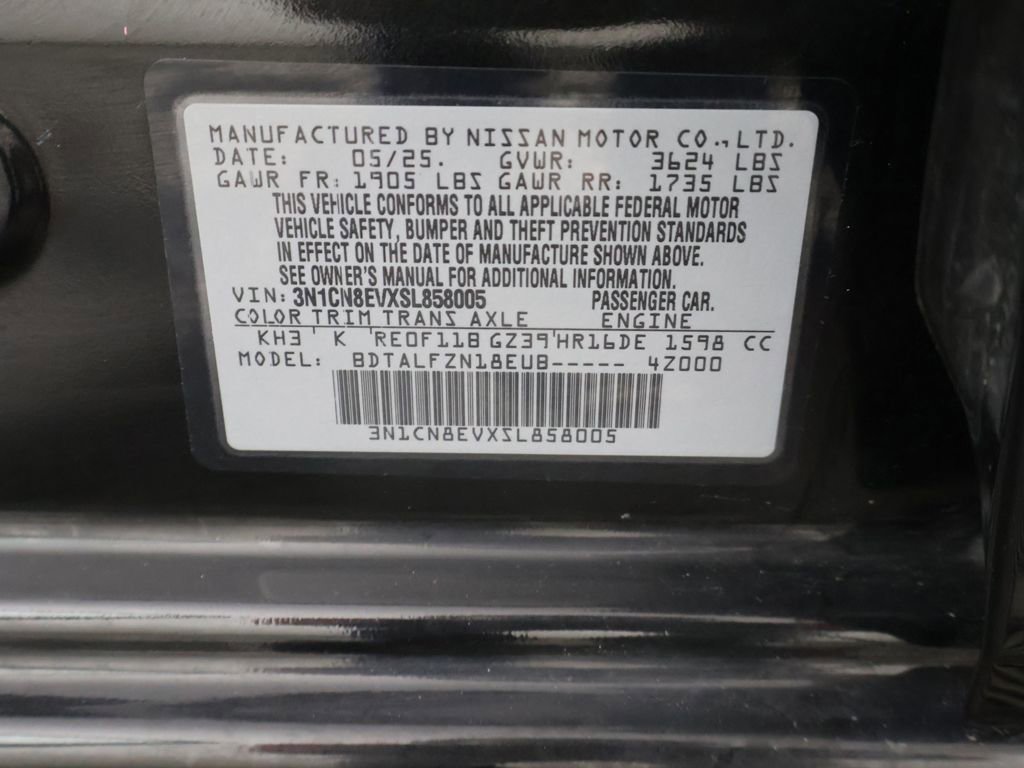 MANUFACTURED BY NISSAN MOTOR CO., LTD.
DATE: 05/25. GVWR: 3624 LBS
GAWR FR: 1905 LBS GAWR RR: 1735 LBS
THIS VEHICLE CONFORMS TO ALL APPLICABLE FEDERAL MOTOR
VEHICLE SAFETY, BUMPER AND THEFT PREVENTION STANDARDS
IN EFFECT ON THE DATE OF MANUFACTURE SHOWN ABOVE.
SEE OWNER'S MANUAL FOR ADDITIONAL INFORMATION.
VIN: 3N1CN8EVXSL858005 PASSENGER CAR.
COLOR TRIM TRANS AXLE ENGINE
KH3 ' K 'RE0F11B GZ39'HR16DE 1598 CC
MODEL: BDTALFZN18EUB----- 4Z000
3N1CN8EVXSL858005